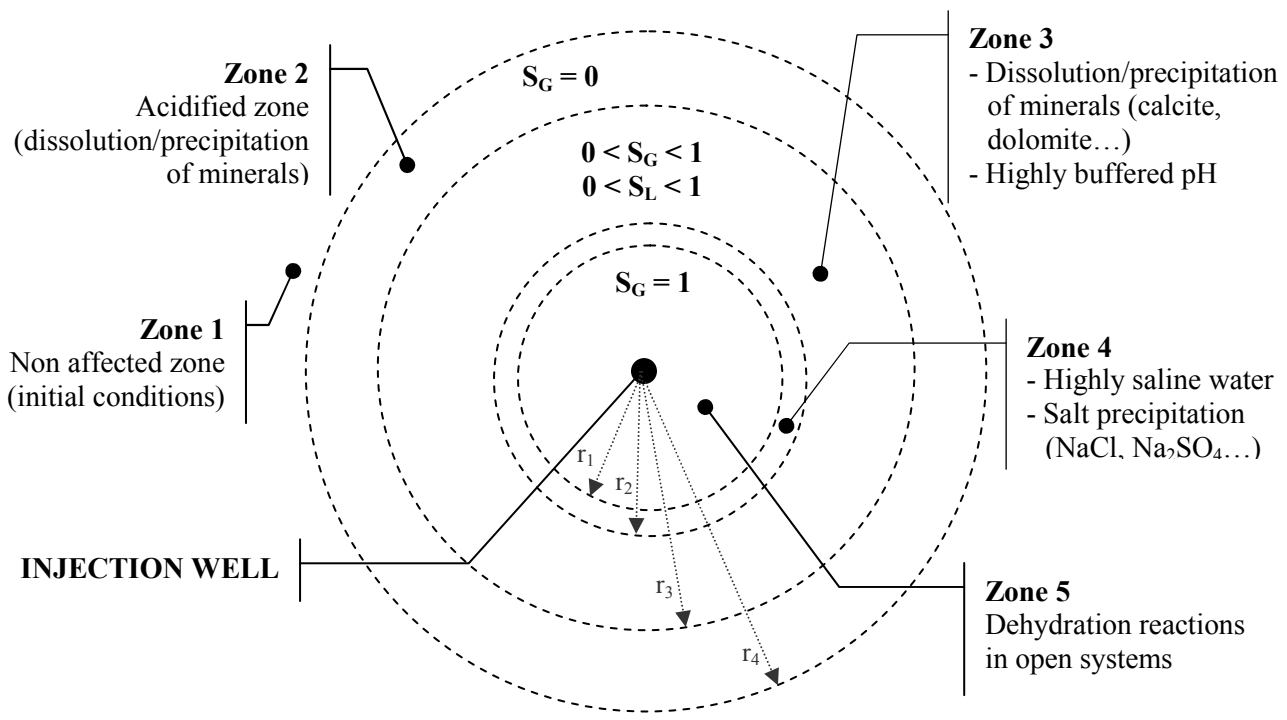 Zone 2
Acidified zone
(dissolution/precipitation
of minerals)
S_G = 0
0 < S_G < 1
0 < S_L < 1
S_G = 1
Zone 3
- Dissolution/precipitation
of minerals (calcite,
dolomite…)
- Highly buffered pH
Zone 1
Non affected zone
(initial conditions)
Zone 4
- Highly saline water
- Salt precipitation
(NaCl, Na₂SO₄…)
r₁
r₂
r₃
r₄
INJECTION WELL
Zone 5
Dehydration reactions
in open systems